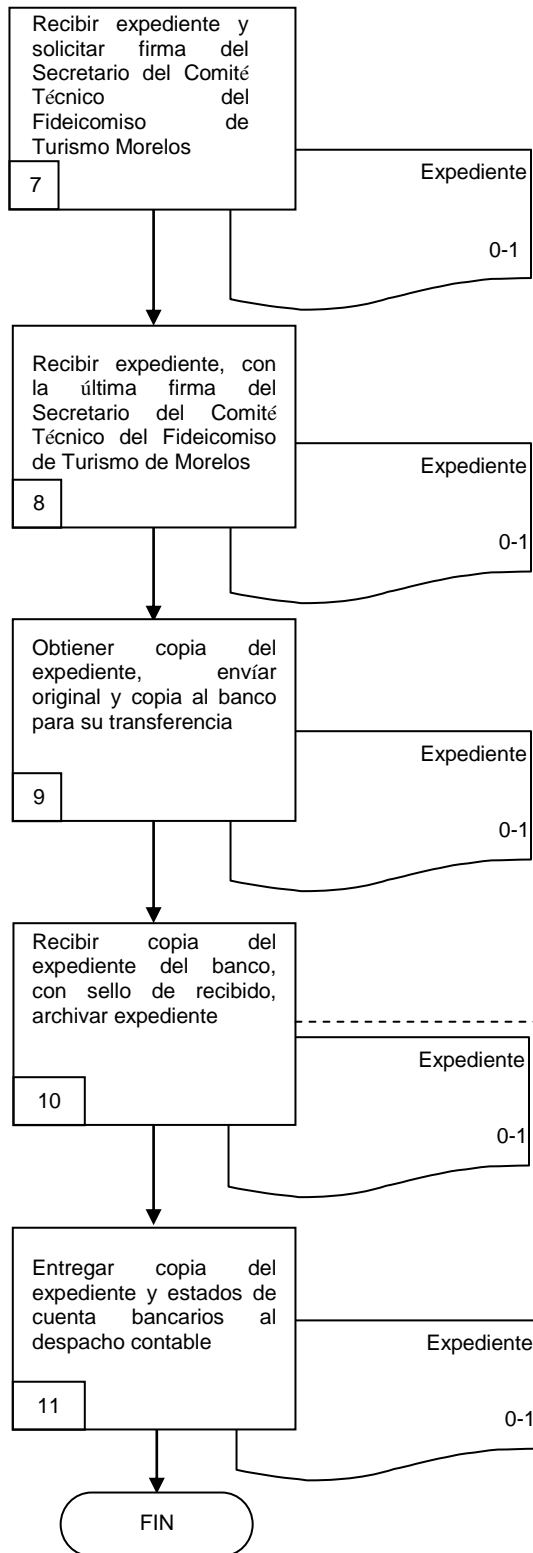 Recibir expediente y
solicitar firma del
Secretario del Comité
Técnico del
Fideicomiso de
Turismo Morelos
7
Expediente
0-1
Recibir expediente, con
la última firma del
Secretario del Comité
Técnico del Fideicomiso
de Turismo de Morelos
8
Expediente
0-1
Obtiener copia del
expediente, envíar
original y copia al banco
para su transferencia
9
Expediente
0-1
Recibir copia del
expediente del banco,
con sello de recibido,
archivar expediente
10
Expediente
0-1
Entregar copia del
expediente y estados de
cuenta bancarios al
despacho contable
11
Expediente
0-1
FIN